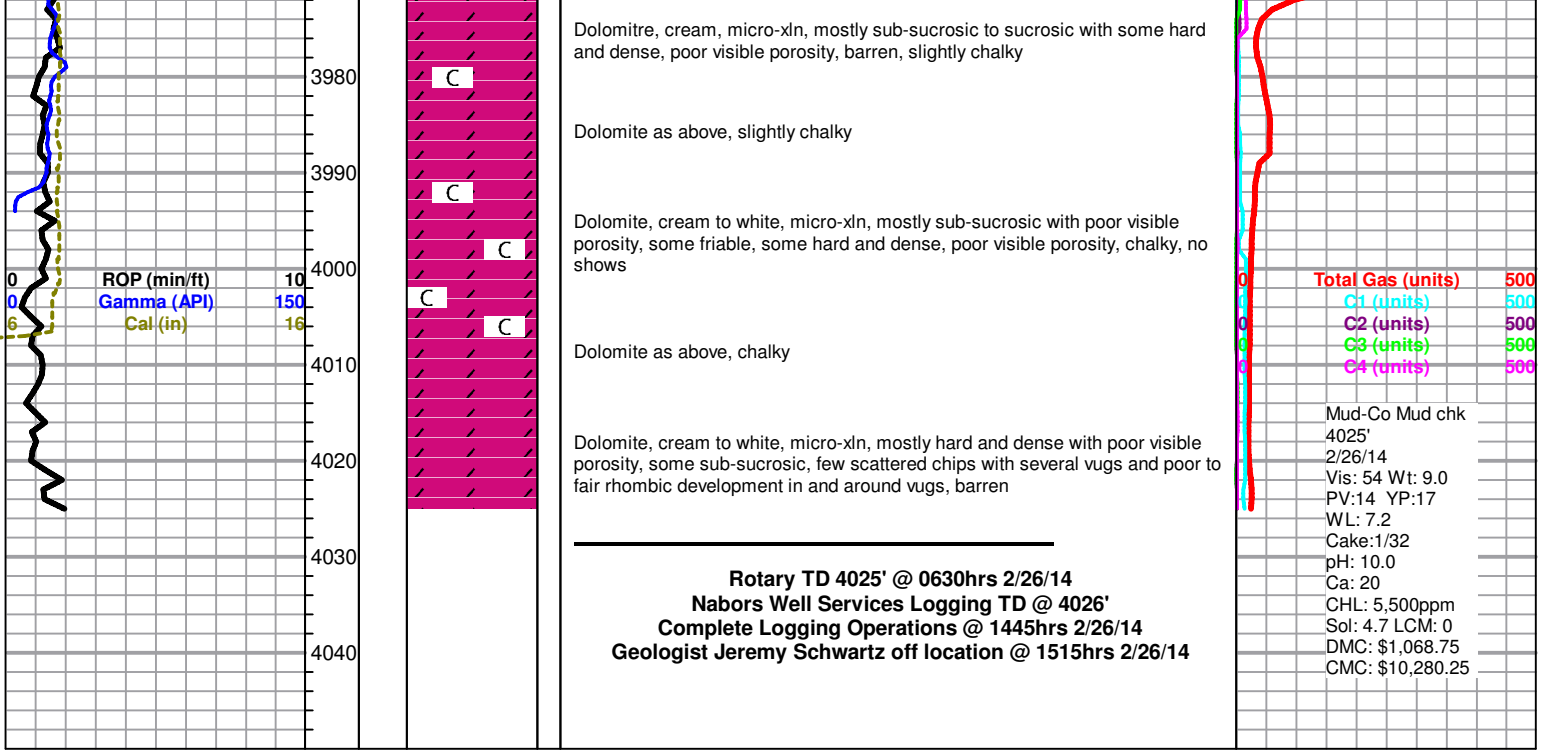 Dolomitre, cream, micro-xln, mostly sub-sucrosic to sucrosic with some hard
and dense, poor visible porosity, barren, slightly chalky
3980
C
Dolomite as above, slightly chalky
3990
C
Dolomite, cream to white, micro-xln, mostly sub-sucrosic with poor visible
porosity, some friable, some hard and dense, poor visible porosity, chalky, no
shows
C
4000
0 ROP (min/ft) 10
0 Gamma (API) 150
6 Cal (in) 16
C
C
0 Total Gas (units) 500
0 C1 (units) 500
0 C2 (units) 500
0 C3 (units) 500
0 C4 (units) 500
Dolomite as above, chalky
4010
Dolomite, cream to white, micro-xln, mostly hard and dense with poor visible
porosity, some sub-sucrosic, few scattered chips with several vugs and poor to
fair rhombic development in and around vugs, barren
4020
4030
4040
Rotary TD 4025' @ 0630hrs 2/26/14
Nabors Well Services Logging TD @ 4026'
Complete Logging Operations @ 1445hrs 2/26/14
Geologist Jeremy Schwartz off location @ 1515hrs 2/26/14
Mud-Co Mud chk
4025'
2/26/14
Vis: 54 Wt: 9.0
PV:14 YP:17
WL: 7.2
Cake:1/32
pH: 10.0
Ca: 20
CHL: 5,500ppm
Sol: 4.7 LCM: 0
DMC: $1,068.75
CMC: $10,280.25